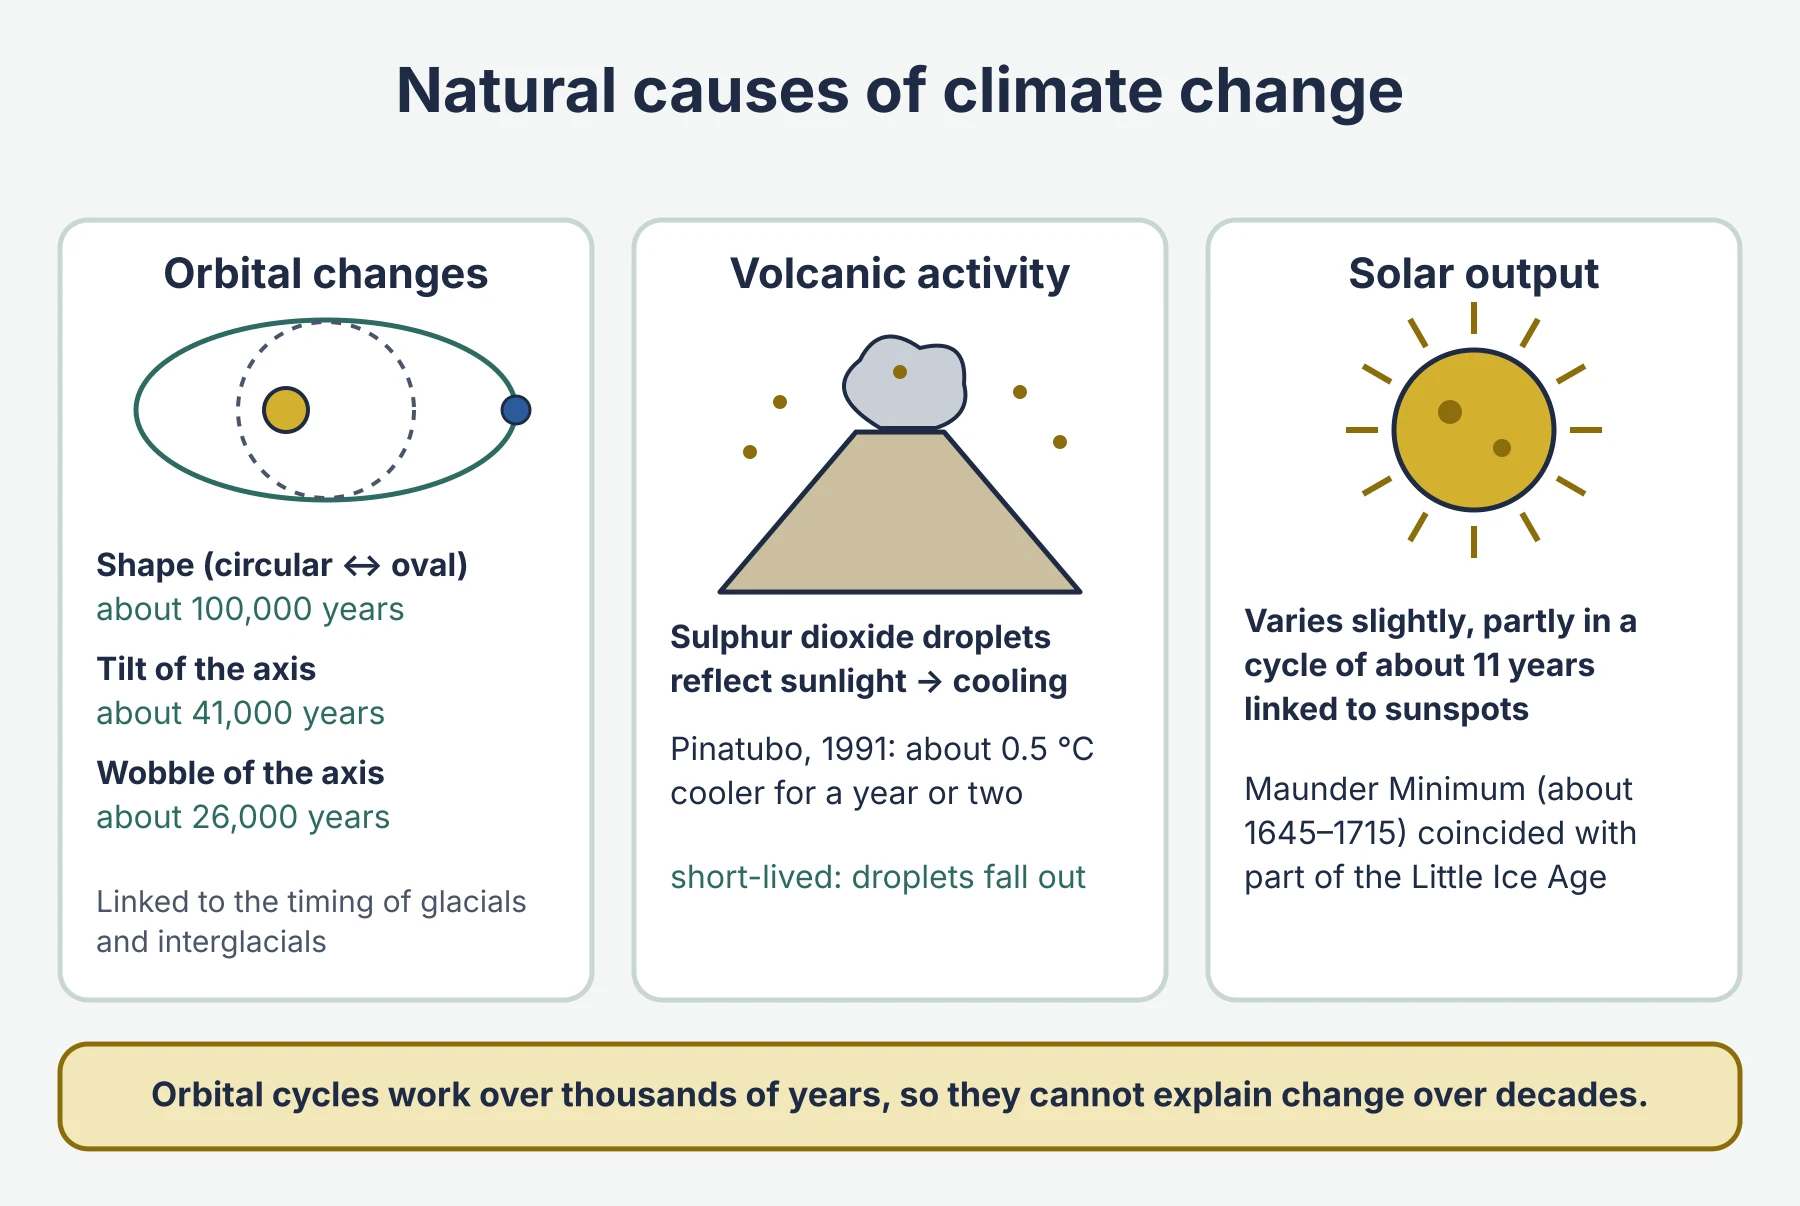 Natural causes of climate change
Orbital changes
Shape (circular ↔ oval)
about 100,000 years
Tilt of the axis
about 41,000 years
Wobble of the axis
about 26,000 years
Linked to the timing of glacials
and interglacials
Volcanic activity
Sulphur dioxide droplets
reflect sunlight → cooling
Pinatubo, 1991: about 0.5 °C
cooler for a year or two
short-lived: droplets fall out
Solar output
Varies slightly, partly in a
cycle of about 11 years
linked to sunspots
Maunder Minimum (about
1645–1715) coincided with
part of the Little Ice Age
Orbital cycles work over thousands of years, so they cannot explain change over decades.